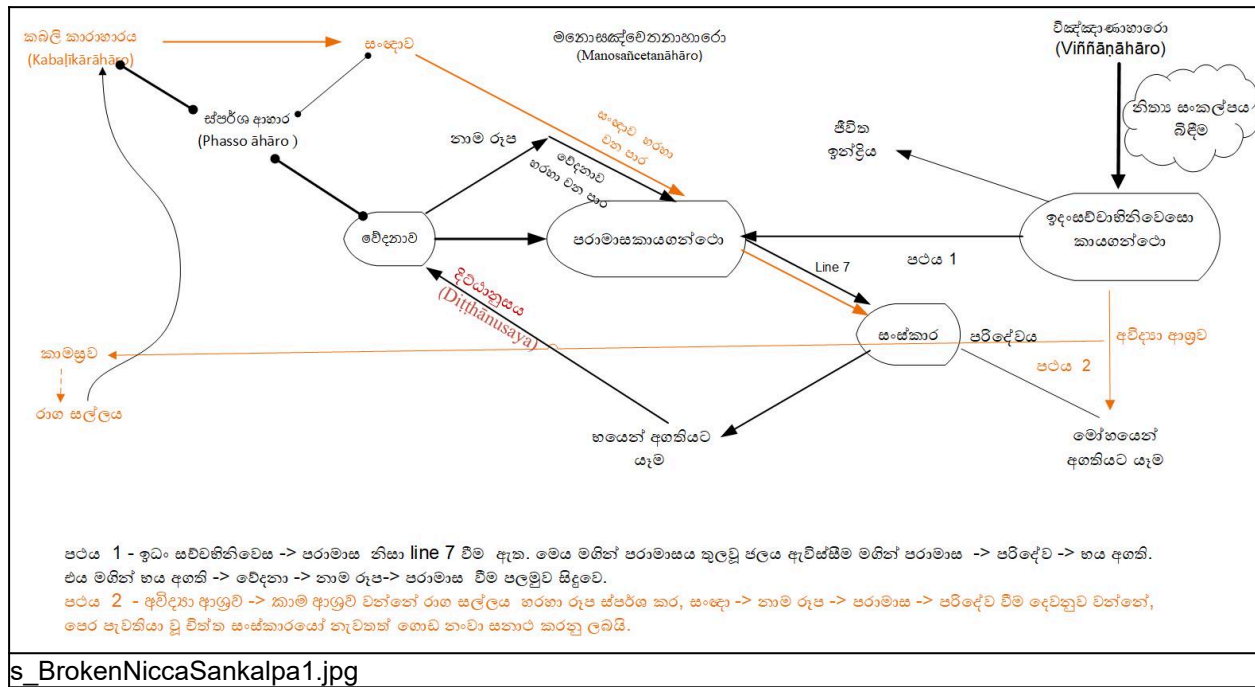 කබලි කාරාහාරය
(Kabaḷīkārāhāro)
සංඥාව
මනොසඤ්චෙතනාහාරො
(Manosañcetanāhāro)
විඤ්ඤාණාහාරො
(Viññāṇāhāro)
නිත්‍ය සංකල්පය
බිඳීම
ස්පර්ශ ආහාර
(Phasso āhāro )
නාම රූප
සංඥාව හරහා
වන පාර
වේදනාව
හරහා වන පාර
ජීවිත
ඉන්ද්‍රිය
වේදනාව
පරාමාසකායගන්ථො
ඉදංසච්චාභිනිවෙසො
කායගන්ථො
පථය 1
Line 7
දිට්ඨානුසය
(Diṭṭhānusaya)
සංස්කාර
පරිදේවය
අවිද්‍යා ආශ්‍රව
කාමස්‍රව
පථය 2
රාග සල්ලය
භයෙන් අගතියට
යෑම
මෝහයෙන්
අගතියට යෑම
පථය 1 - ඉධං සච්චභිනිවෙස -> පරාමාස නිසා line 7 වීම ඇත. මෙය මගින් පරාමාසය තුලවූ ජලය ඇවිස්සීම මගින් පරාමාස -> පරිදේව -> භය අගති.
එය මගින් භය අගති -> වේදනා -> නාම රූප-> පරාමාස වීම පලමුව සිදුවෙ.
පථය 2 - අවිද්‍යා ආශ්‍රව -> කාම ආශ්‍රව වන්නේ රාග සල්ලය හරහා රූප ස්පර්ශ කර, සංඥා -> නාම රූප -> පරාමාස -> පරිදේව වීම දෙවනුව වන්නේ,
පෙර පැවතියා වූ චිත්ත සංස්කාරයෝ නැවතත් ගොඩ නංවා සනාථ කරනු ලබයි.
s_BrokenNiccaSankalpa1.jpg